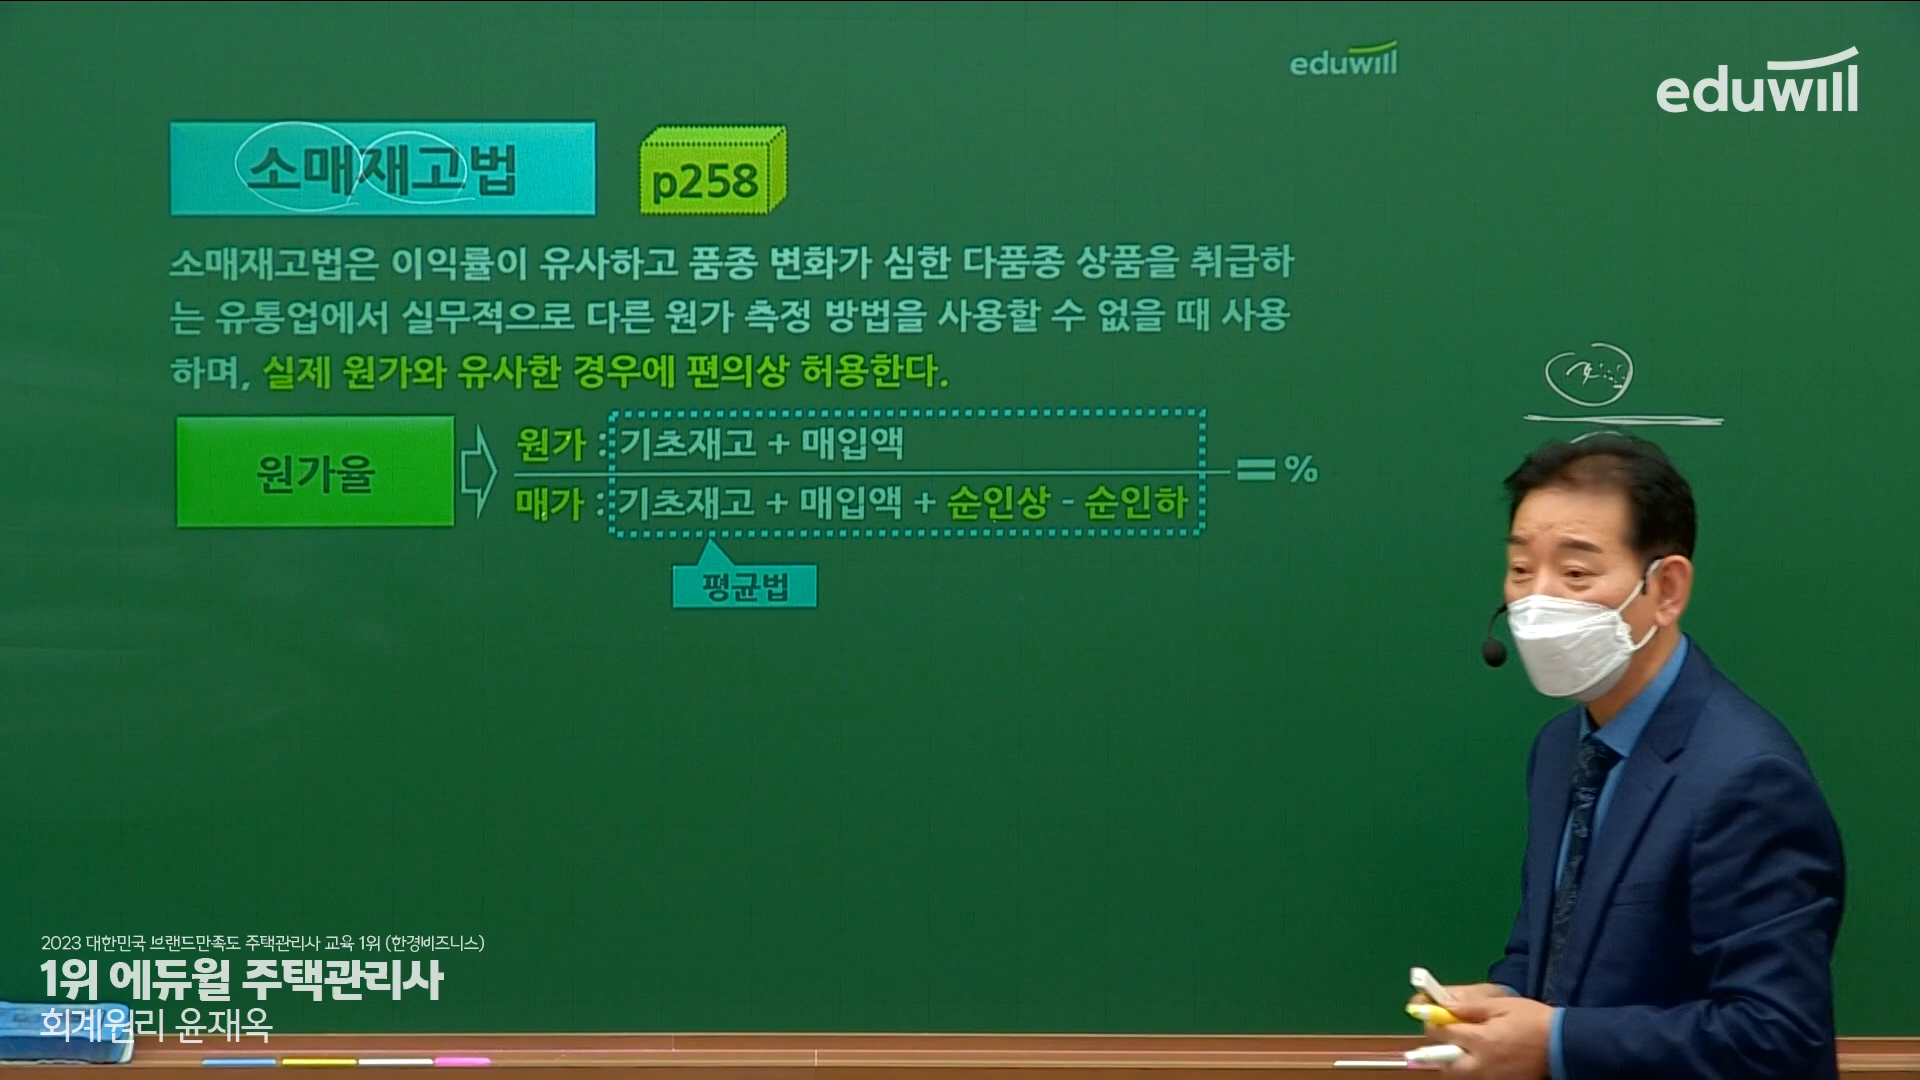 eduwill
eduwill
소매재고법
p258
소매재고법은 이익률이 유사하고 품종 변화가 심한 다품종 상품을 취급하
는 유통업에서 실무적으로 다른 원가 측정 방법을 사용할 수 없을 때 사용
하며, 실제 원가와 유사한 경우에 편의상 허용한다.
원가율
원가 : 기초재고 + 매입액
매가 : 기초재고 + 매입액 + 순인상 - 순인하
= %
평균법
2023 대한민국 브랜드만족도 주택관리사 교육 1위 (한경비즈니스)
1위 에듀윌 주택관리사
회계원리 윤재옥